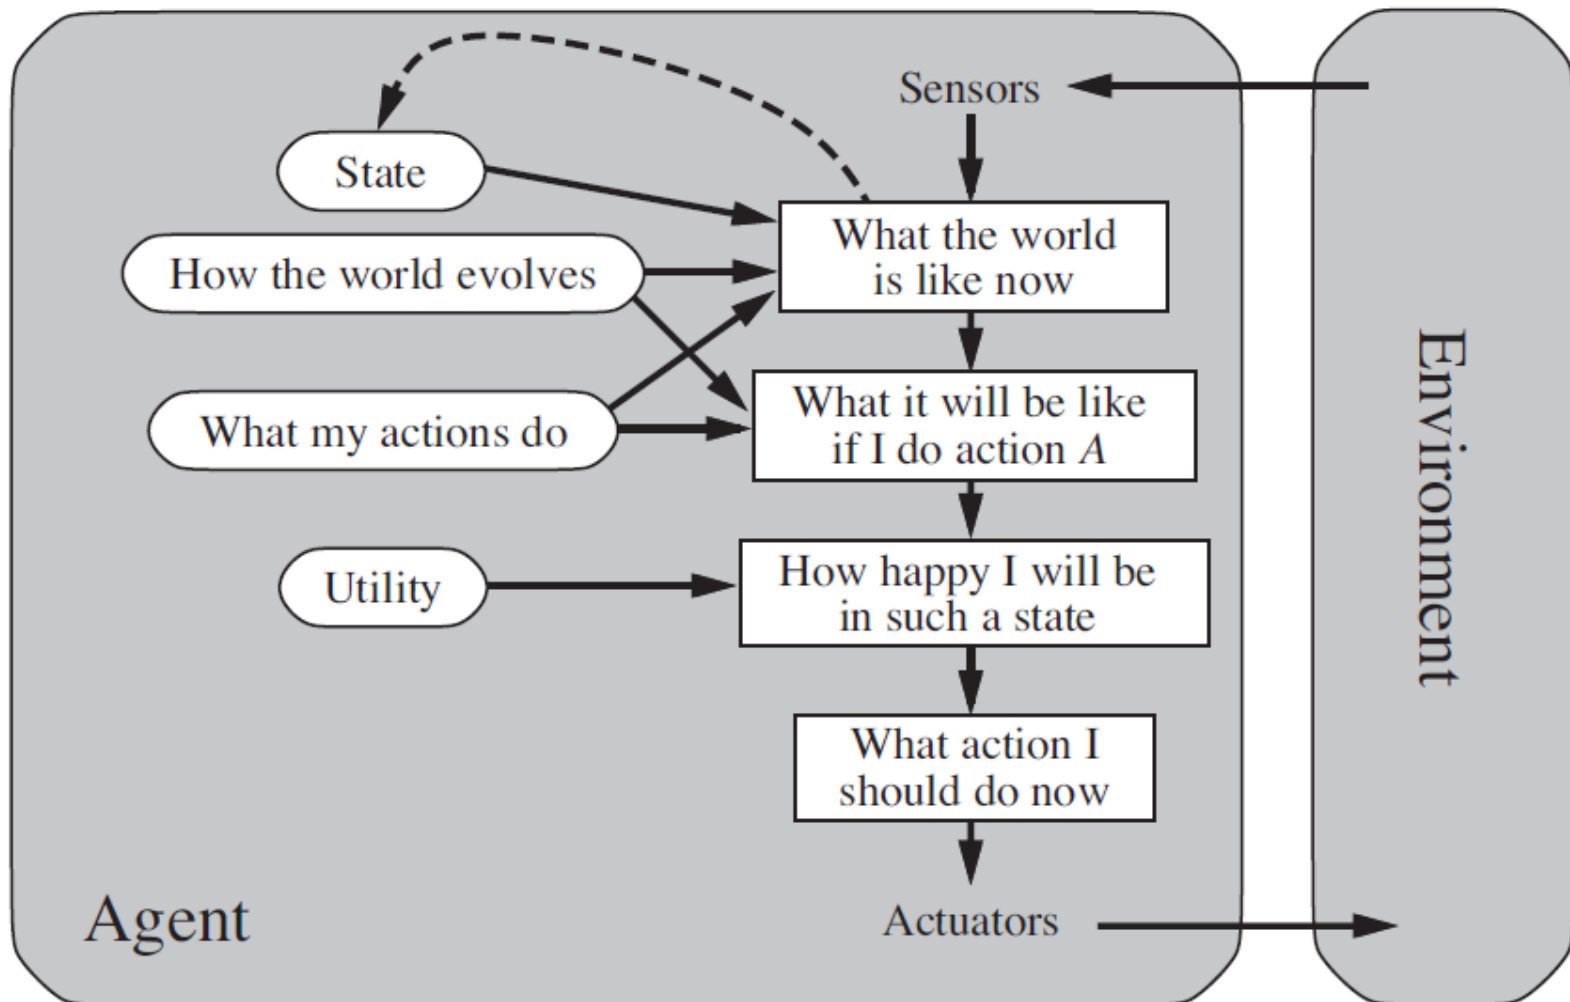 Sensors
State
What the world
is like now
How the world evolves
What it will be like
if I do action A
What my actions do
How happy I will be
in such a state
Utility
What action I
should do now
Agent
Actuators
Environment